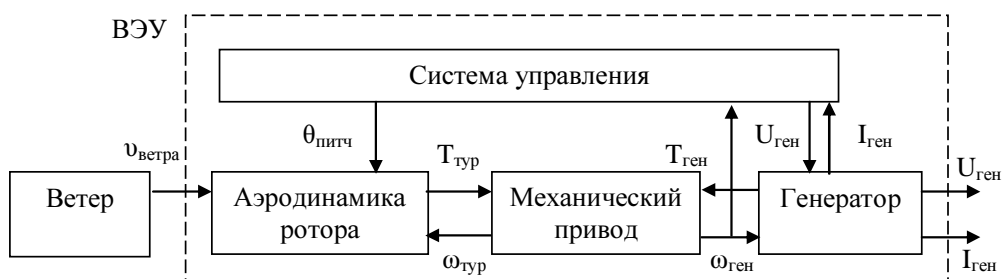 ВЭУ
Система управления
θпитч
Uген
Iген
υветра
Tтур
Tген
Uген
Ветер
Аэродинамика
ротора
Механический
привод
Генератор
ωтур
ωген
Iген